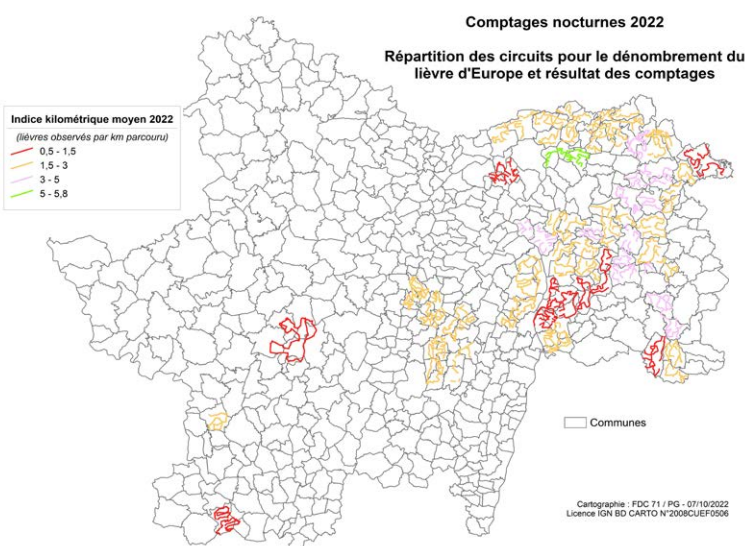 Comptages nocturnes 2022
Répartition des circuits pour le dénombrement du
lièvre d'Europe et résultat des comptages
Indice kilométrique moyen 2022
(lièvres observés par km parcouru)
0,5 - 1,5
1,5 - 3
3 - 5
5 - 5,8
Communes
Cartographie : FDC 71 / PG - 07/10/2022
Licence IGN BD CARTO N°2008CUEF0506